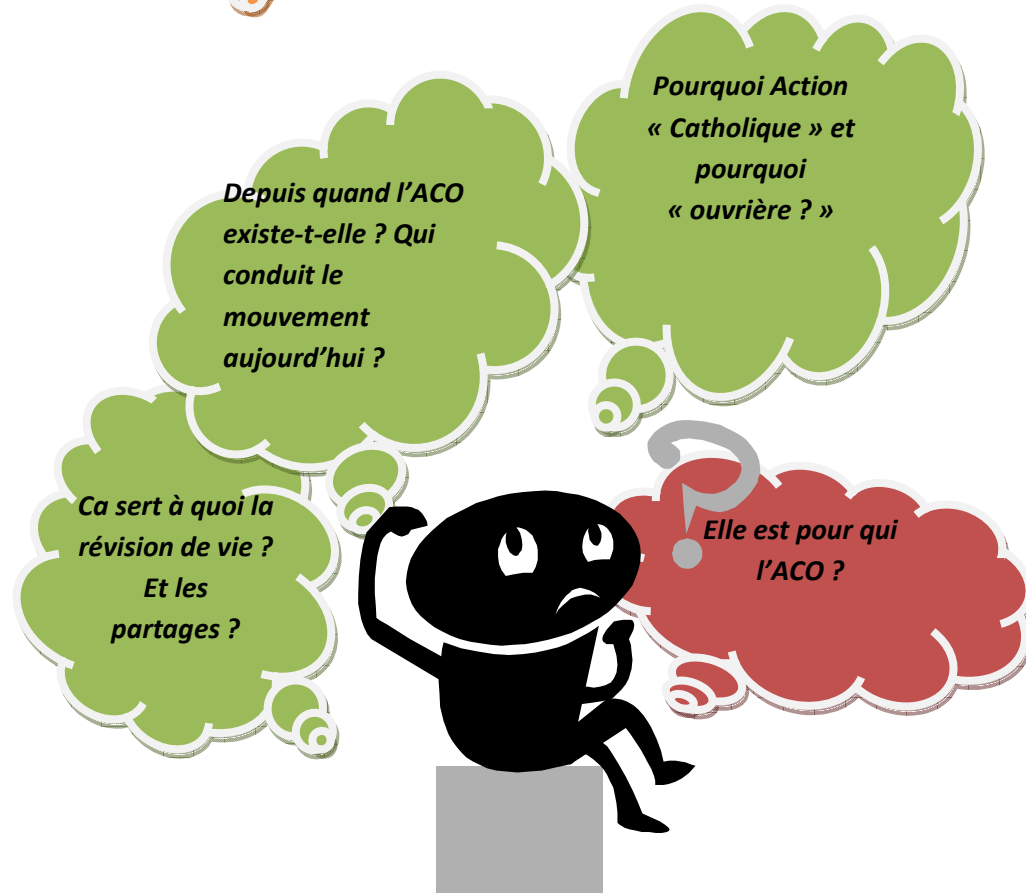 Pourquoi Action
« Catholique » et
pourquoi
« ouvrière ? »
Depuis quand l’ACO
existe-t-elle ? Qui
conduit le
mouvement
aujourd’hui ?
Ca sert à quoi la
révision de vie ?
Et les
partages ?
Elle est pour qui
l’ACO ?